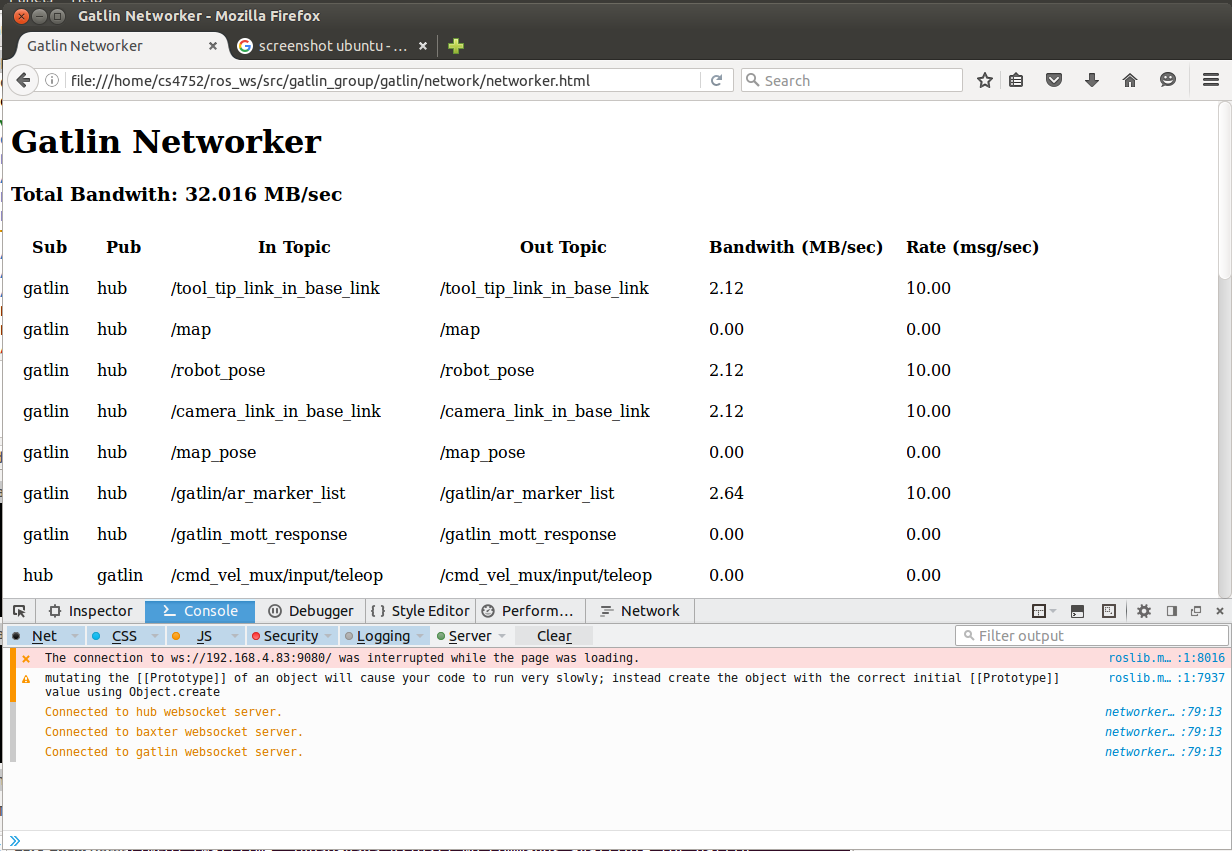 Gatlin Networker - Mozilla Firefox
Gatlin Networker × screenshot ubuntu - ... ×
file:///home/cs4752/ros_ws/src/gatlin_group/gatlin/network/networker.html Search
Gatlin Networker
Total Bandwith: 32.016 MB/sec
Sub Pub In Topic Out Topic Bandwith (MB/sec) Rate (msg/sec)
gatlin hub /tool_tip_link_in_base_link /tool_tip_link_in_base_link 2.12 10.00
gatlin hub /map /map 0.00 0.00
gatlin hub /robot_pose /robot_pose 2.12 10.00
gatlin hub /camera_link_in_base_link /camera_link_in_base_link 2.12 10.00
gatlin hub /map_pose /map_pose 0.00 0.00
gatlin hub /gatlin/ar_marker_list /gatlin/ar_marker_list 2.64 10.00
gatlin hub /gatlin_mott_response /gatlin_mott_response 0.00 0.00
hub gatlin /cmd_vel_mux/input/teleop /cmd_vel_mux/input/teleop 0.00 0.00
Inspector Console Debugger { } Style Editor Perform... Network
Net CSS JS Security Logging Server Clear Filter output
The connection to ws://192.168.4.83:9080/ was interrupted while the page was loading. roslib.m… :1:8016
mutating the [[Prototype]] of an object will cause your code to run very slowly; instead create the object with the correct initial [[Prototype]] roslib.m… :1:7937
value using Object.create
Connected to hub websocket server. networker… :79:13
Connected to baxter websocket server. networker… :79:13
Connected to gatlin websocket server. networker… :79:13